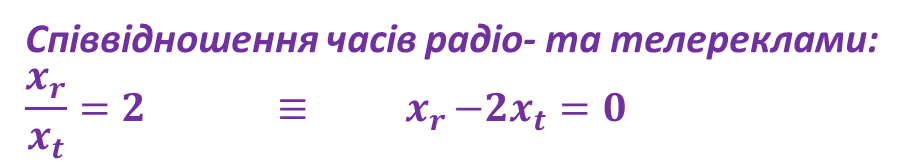 Співвідношення часів радіо- та телереклами:
x_r / x_t = 2 ≡ x_r − 2x_t = 0